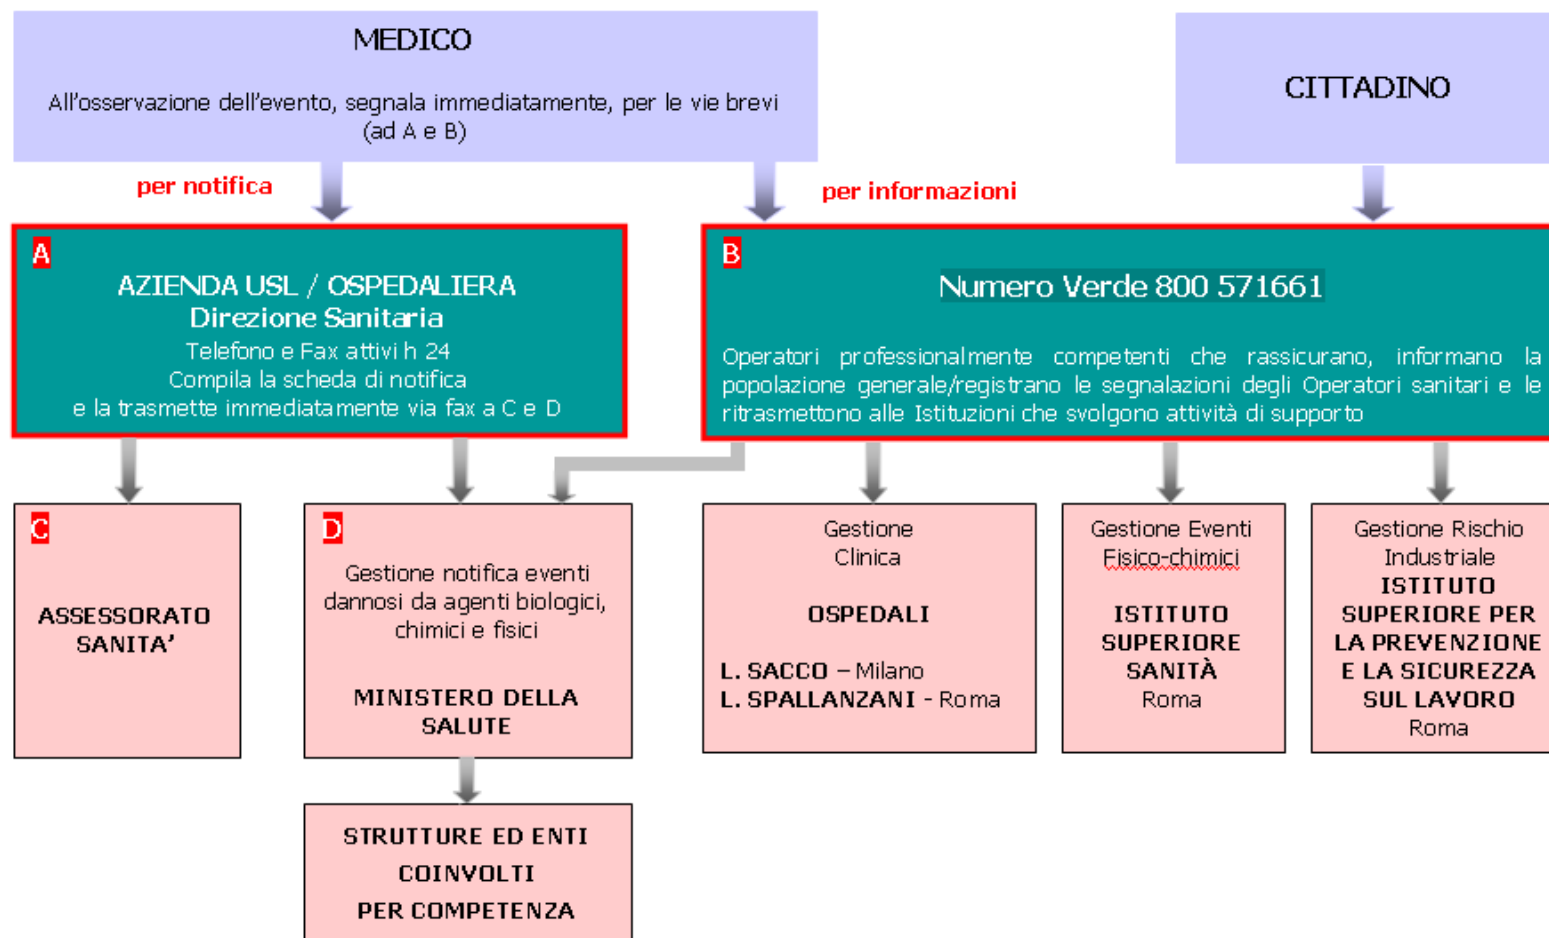 MEDICO
All'osservazione dell'evento, segnala immediatamente, per le vie brevi
(ad A e B)
CITTADINO
per notifica
per informazioni
A
AZIENDA USL / OSPEDALIERA
Direzione Sanitaria
Telefono e Fax attivi h 24
Compila la scheda di notifica
e la trasmette immediatamente via fax a C e D
B
Numero Verde 800 571661
Operatori professionalmente competenti che rassicurano, informano la
popolazione generale/registrano le segnalazioni degli Operatori sanitari e le
ritrasmettono alle Istituzioni che svolgono attività di supporto
C
ASSESSORATO
SANITA'
D
Gestione notifica eventi
dannosi da agenti biologici,
chimici e fisici
MINISTERO DELLA
SALUTE
Gestione
Clinica
OSPEDALI
L. SACCO – Milano
L. SPALLANZANI - Roma
Gestione Eventi
Fisico-chimici
ISTITUTO
SUPERIORE
SANITÀ
Roma
Gestione Rischio
Industriale
ISTITUTO
SUPERIORE PER
LA PREVENZIONE
E LA SICUREZZA
SUL LAVORO
Roma
STRUTTURE ED ENTI
COINVOLTI
PER COMPETENZA